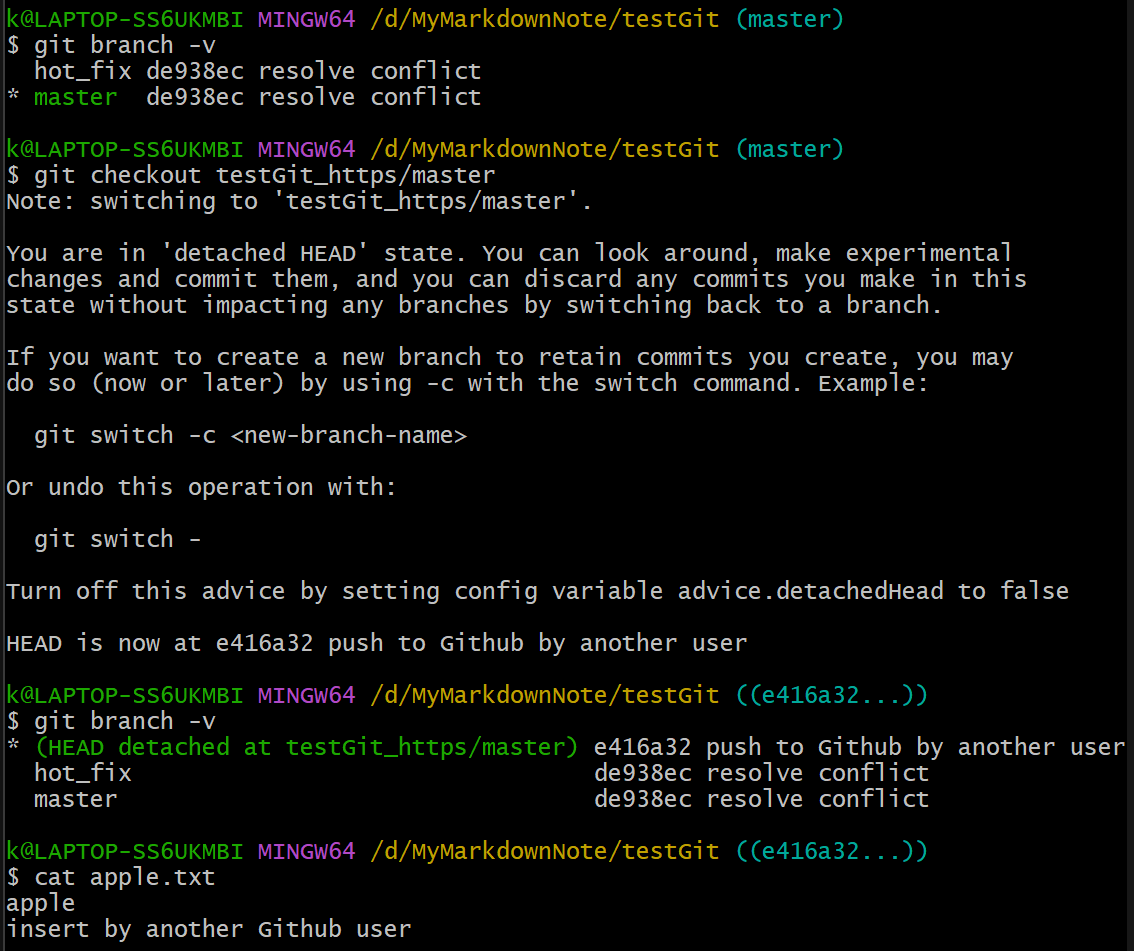 k@LAPTOP-SS6UKMBI MINGW64 /d/MyMarkdownNote/testGit (master)
$ git branch -v
  hot_fix de938ec resolve conflict
* master  de938ec resolve conflict

k@LAPTOP-SS6UKMBI MINGW64 /d/MyMarkdownNote/testGit (master)
$ git checkout testGit_https/master
Note: switching to 'testGit_https/master'.

You are in 'detached HEAD' state. You can look around, make experimental
changes and commit them, and you can discard any commits you make in this
state without impacting any branches by switching back to a branch.

If you want to create a new branch to retain commits you create, you may
do so (now or later) by using -c with the switch command. Example:

  git switch -c <new-branch-name>

Or undo this operation with:

  git switch -

Turn off this advice by setting config variable advice.detachedHead to false

HEAD is now at e416a32 push to Github by another user

k@LAPTOP-SS6UKMBI MINGW64 /d/MyMarkdownNote/testGit ((e416a32...))
$ git branch -v
* (HEAD detached at testGit_https/master) e416a32 push to Github by another user
  hot_fix                                 de938ec resolve conflict
  master                                  de938ec resolve conflict

k@LAPTOP-SS6UKMBI MINGW64 /d/MyMarkdownNote/testGit ((e416a32...))
$ cat apple.txt
apple
insert by another Github user